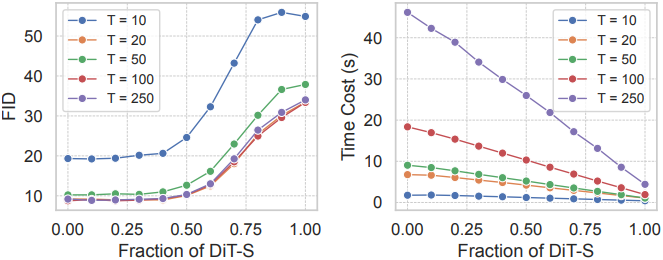 FID
50
40
30
20
10
T = 10
T = 20
T = 50
T = 100
T = 250
0.00 0.25 0.50 0.75 1.00
Fraction of DiT-S
Time Cost (s)
40
30
20
10
0
T = 10
T = 20
T = 50
T = 100
T = 250
0.00 0.25 0.50 0.75 1.00
Fraction of DiT-S